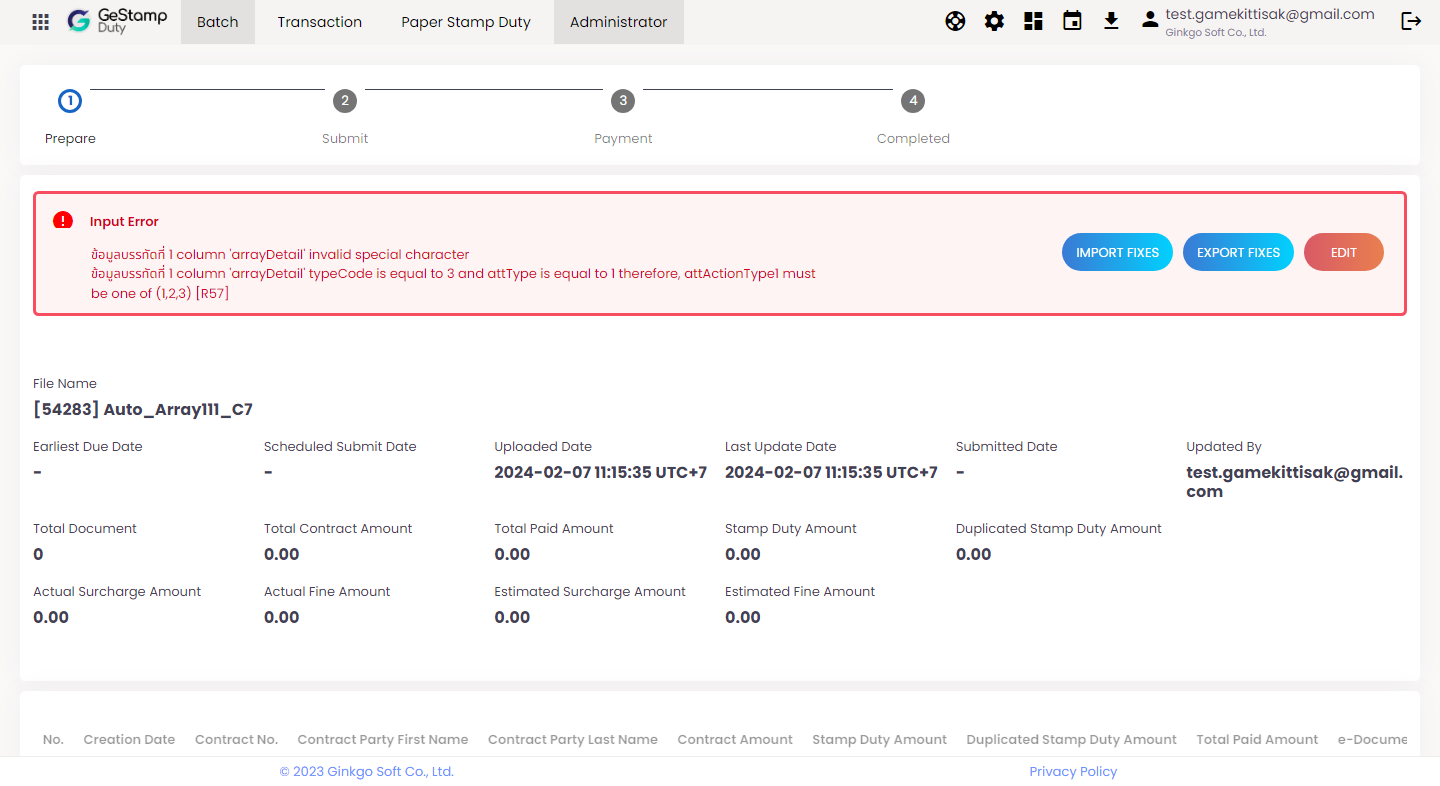 GeStamp
Duty
Batch
Transaction
Paper Stamp Duty
Administrator
test.gamekittisak@gmail.com
Ginkgo Soft Co., Ltd.
1
2
3
4
Prepare
Submit
Payment
Completed
Input Error
ข้อมูลบรรทัดที่ 1 column 'arrayDetail' invalid special character
ข้อมูลบรรทัดที่ 1 column 'arrayDetail' typeCode is equal to 3 and attType is equal to 1 therefore, attActionType1 must
be one of (1,2,3) [R57]
IMPORT FIXES
EXPORT FIXES
EDIT
File Name
[54283] Auto_Array111_C7
Earliest Due Date
-
Scheduled Submit Date
-
Uploaded Date
2024-02-07 11:15:35 UTC+7
Last Update Date
2024-02-07 11:15:35 UTC+7
Submitted Date
-
Updated By
test.gamekittisak@gmail.
com
Total Document
0
Total Contract Amount
0.00
Total Paid Amount
0.00
Stamp Duty Amount
0.00
Duplicated Stamp Duty Amount
0.00
Actual Surcharge Amount
0.00
Actual Fine Amount
0.00
Estimated Surcharge Amount
0.00
Estimated Fine Amount
0.00
No.
Creation Date
Contract No.
Contract Party First Name
Contract Party Last Name
Contract Amount
Stamp Duty Amount
Duplicated Stamp Duty Amount
Total Paid Amount
e-Docume
© 2023 Ginkgo Soft Co., Ltd.
Privacy Policy